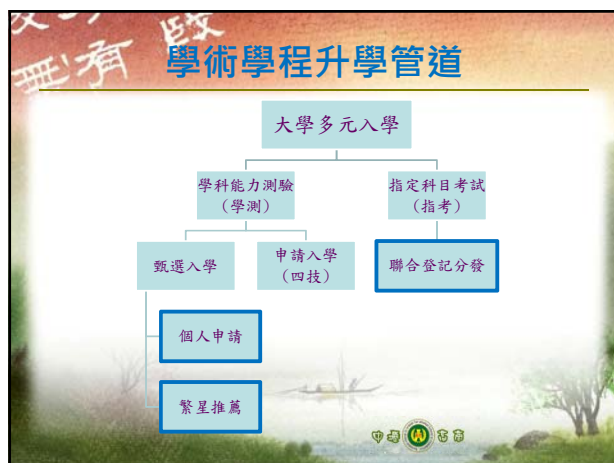 學術學程升學管道
大學多元入學
學科能力測驗
(學測)
指定科目考試
(指考)
甄選入學
申請入學
(四技)
聯合登記分發
個人申請
繁星推薦